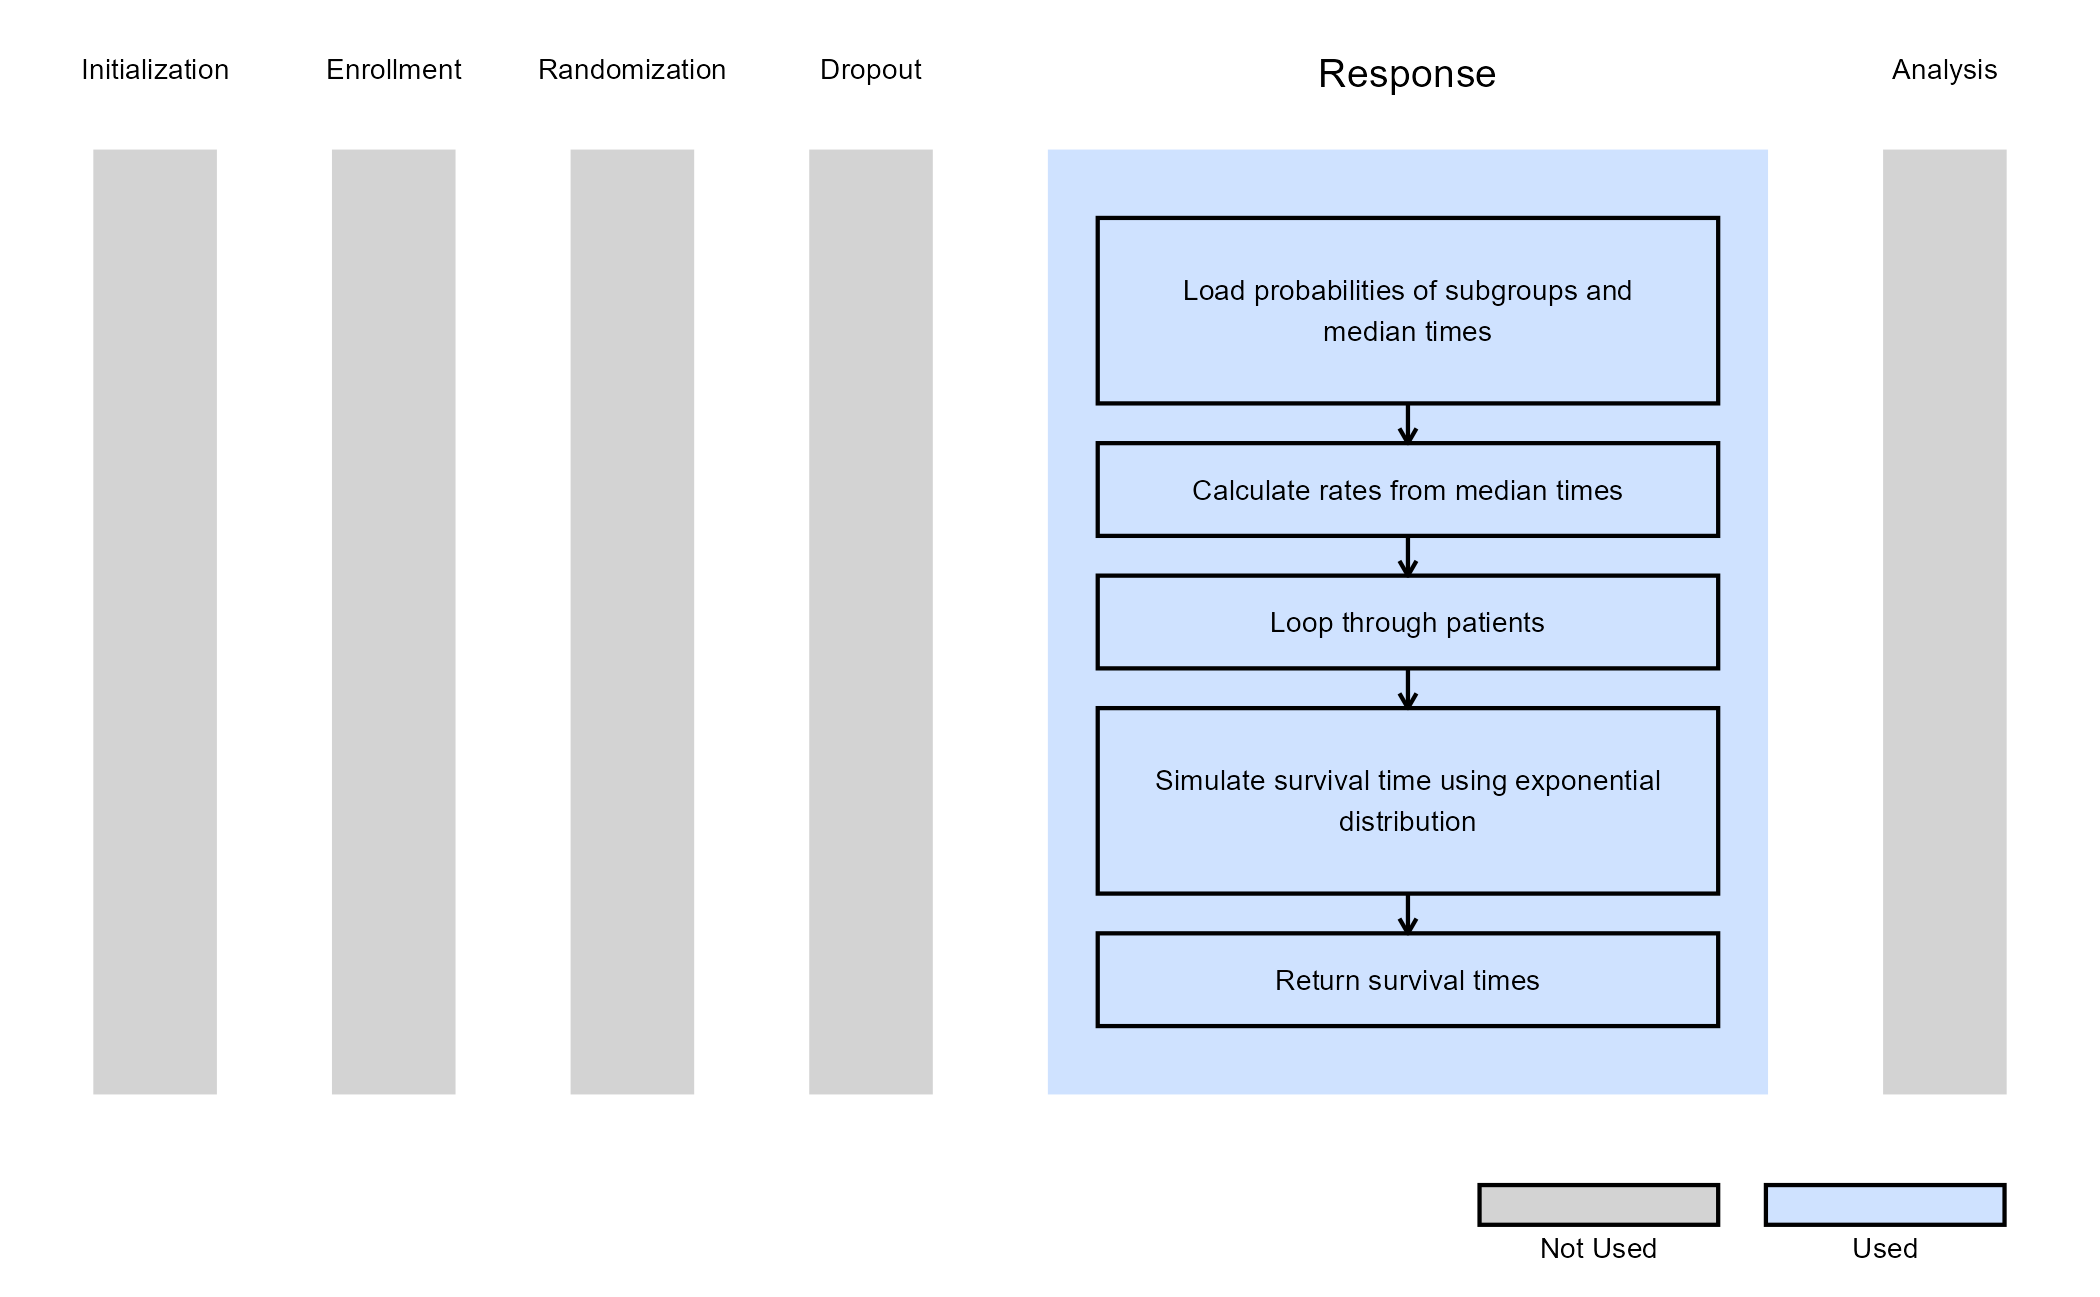 Initialization
Enrollment
Randomization
Dropout
Response
Analysis
Load probabilities of subgroups and
median times
Calculate rates from median times
Loop through patients
Simulate survival time using exponential
distribution
Return survival times
Not Used
Used